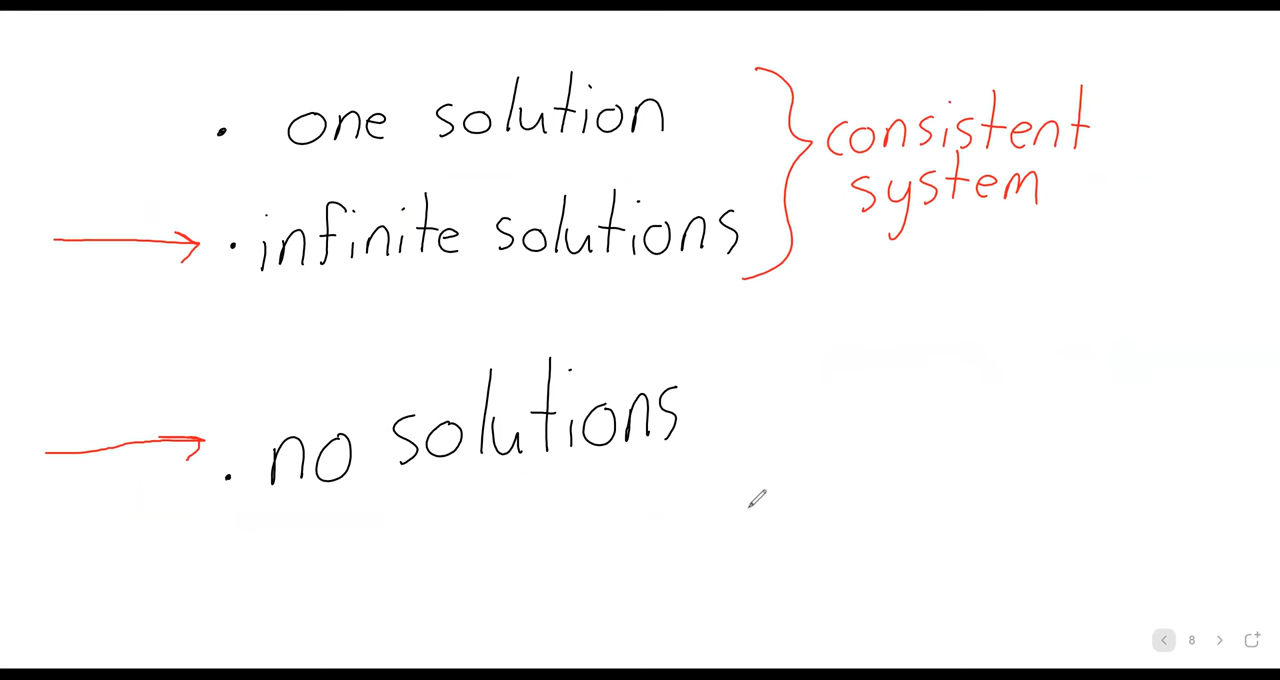 · one solution
· infinite solutions
consistent
system
· no solutions
8